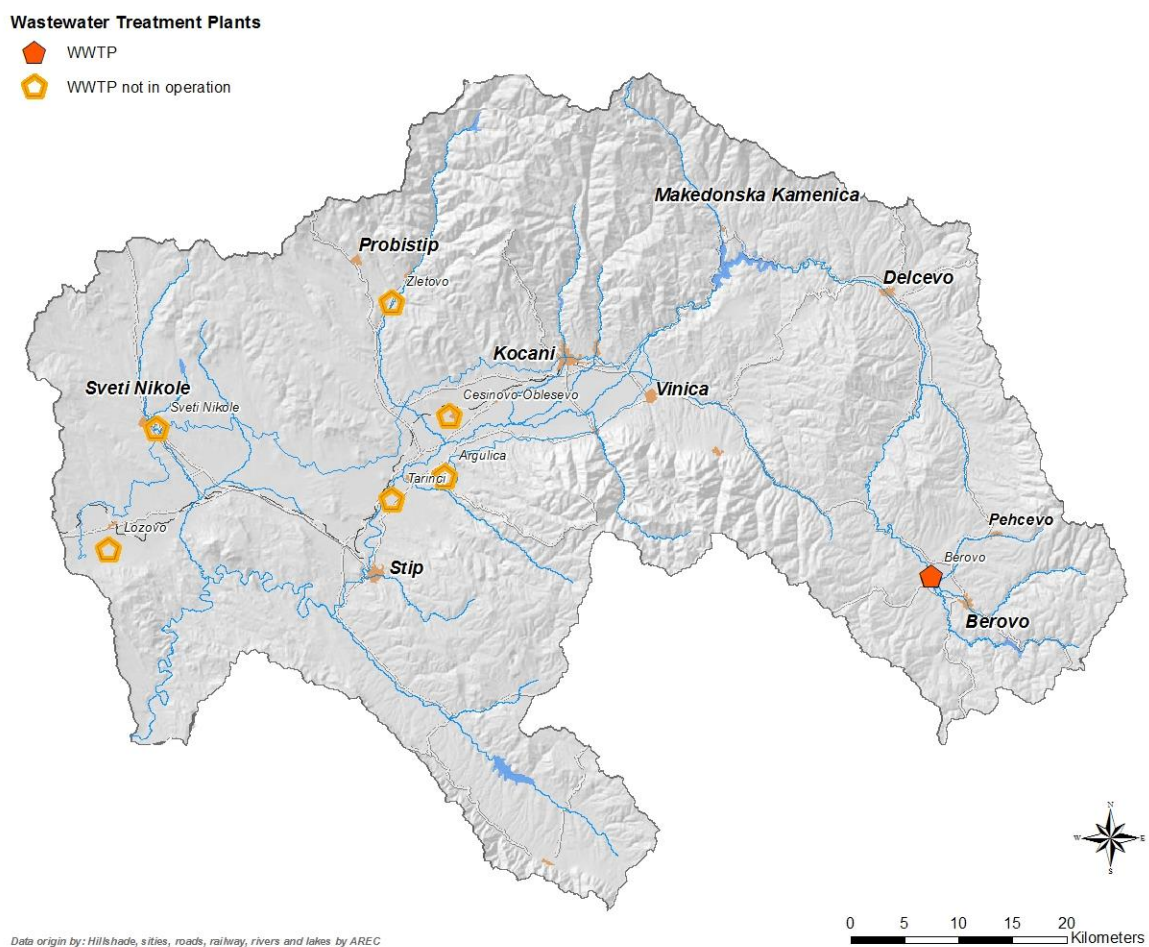 Wastewater Treatment Plants
WWTP
WWTP not in operation
Makedonska Kamenica
Probistip
Zletovo
Delcevo
Kocani
Sveti Nikole
Vinica
Cesinovo-Oblesevo
Sveti Nikole
Argulica
Tarinci
Lozovo
Pehcevo
Berovo
Stip
Berovo
N
W E
S
0 5 10 15 20
Kilometers
Data origin by: Hillshade, sities, roads, railway, rivers and lakes by AREC